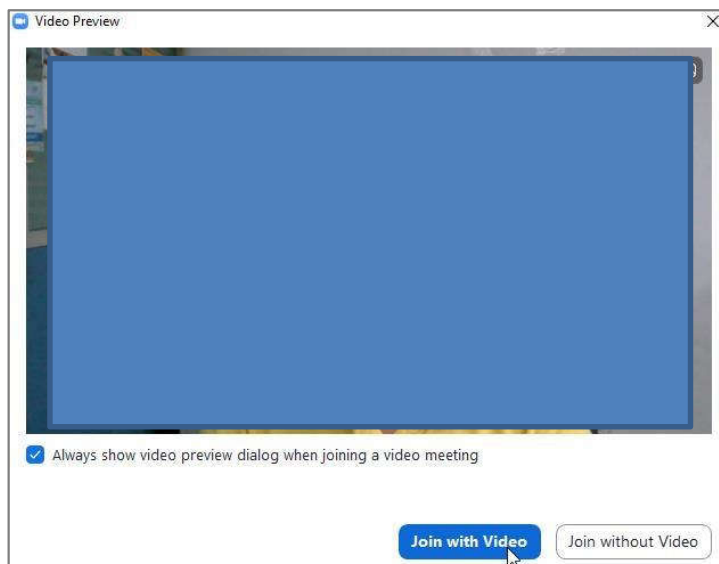 Video Preview
Always show video preview dialog when joining a video meeting
Join with Video
Join without Video